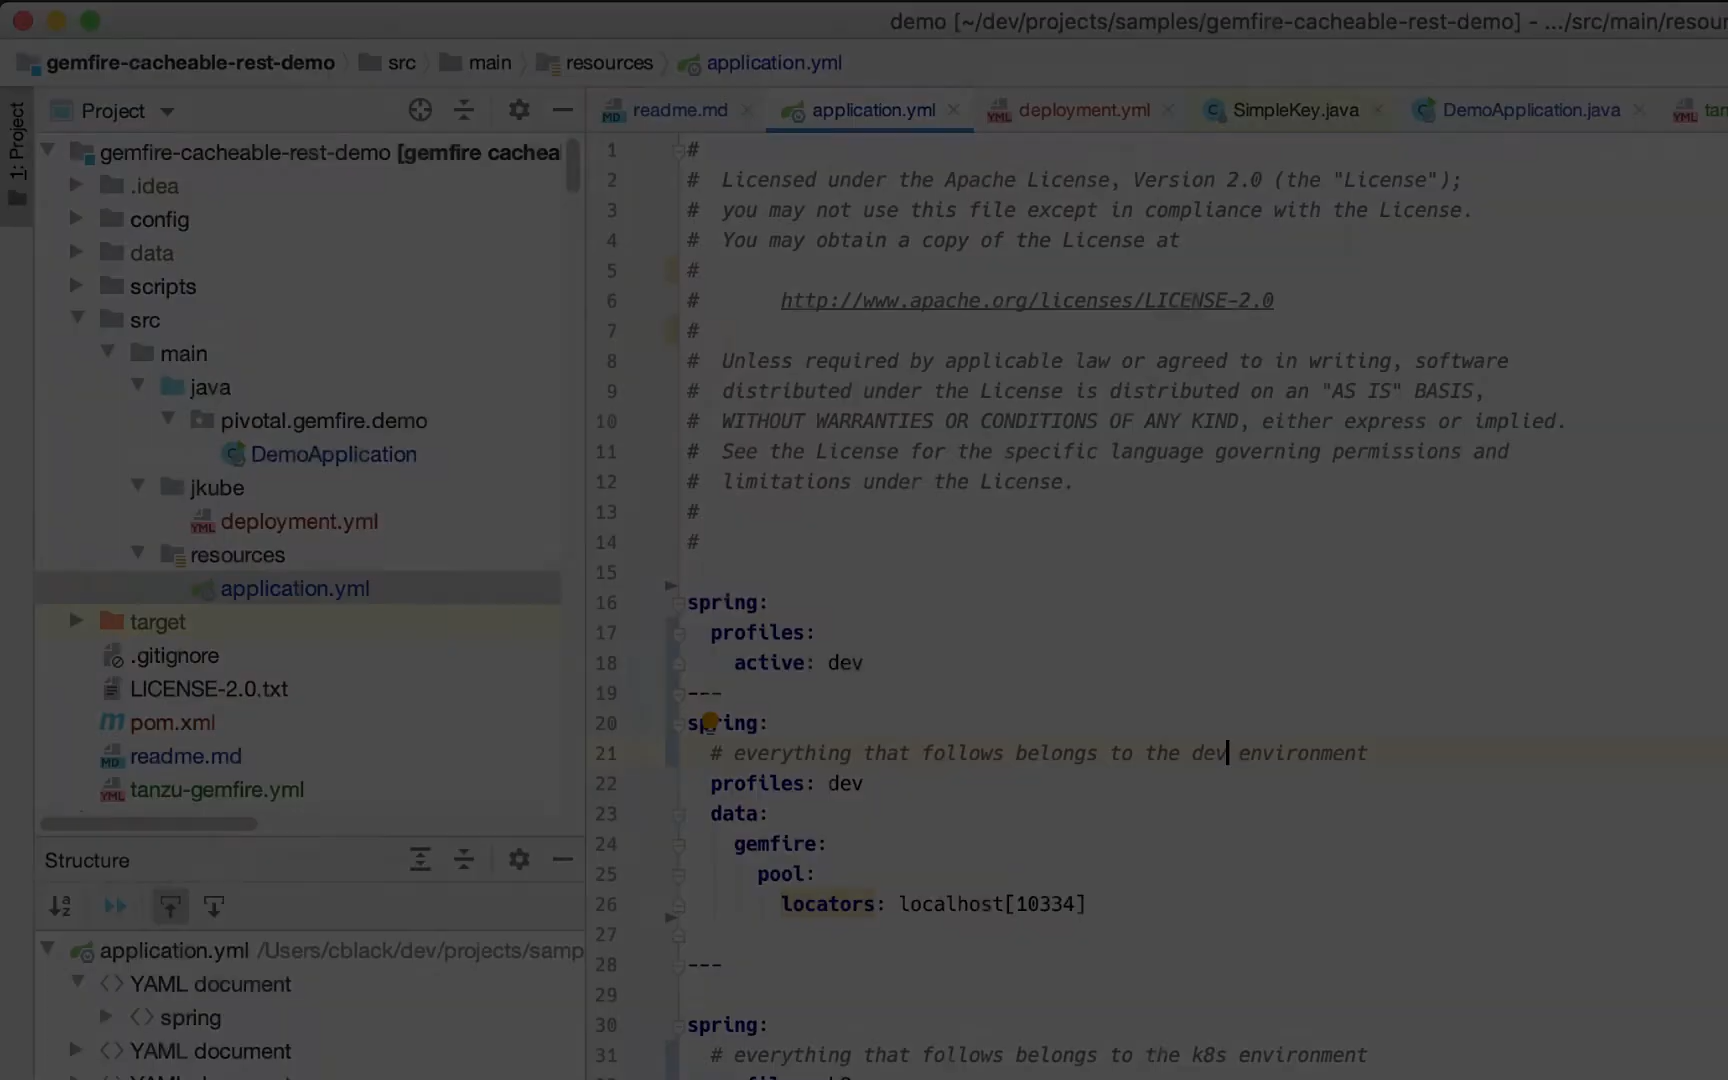 demo [~/dev/projects/samples/gemfire-cacheable-rest-demo] - .../src/main/resour
gemfire-cacheable-rest-demo src main resources application.yml
1: Project
Project
readme.md application.yml deployment.yml SimpleKey.java DemoApplication.java tan
gemfire-cacheable-rest-demo [gemfire cachea
.idea
config
data
scripts
src
main
java
pivotal.gemfire.demo
DemoApplication
jkube
deployment.yml
resources
application.yml
target
.gitignore
LICENSE-2.0.txt
pom.xml
readme.md
tanzu-gemfire.yml
Structure
application.yml /Users/cblack/dev/projects/samp
YAML document
spring
YAML document
1 #
2 # Licensed under the Apache License, Version 2.0 (the "License");
3 # you may not use this file except in compliance with the License.
4 # You may obtain a copy of the License at
5 #
6 # http://www.apache.org/licenses/LICENSE-2.0
7 #
8 # Unless required by applicable law or agreed to in writing, software
9 # distributed under the License is distributed on an "AS IS" BASIS,
10 # WITHOUT WARRANTIES OR CONDITIONS OF ANY KIND, either express or implied.
11 # See the License for the specific language governing permissions and
12 # limitations under the License.
13 #
14 #
15
16 spring:
17 profiles:
18 active: dev
19 ---
20 spring:
21 # everything that follows belongs to the dev environment
22 profiles: dev
23 data:
24 gemfire:
25 pool:
26 locators: localhost[10334]
27
28 ---
29
30 spring:
31 # everything that follows belongs to the k8s environment